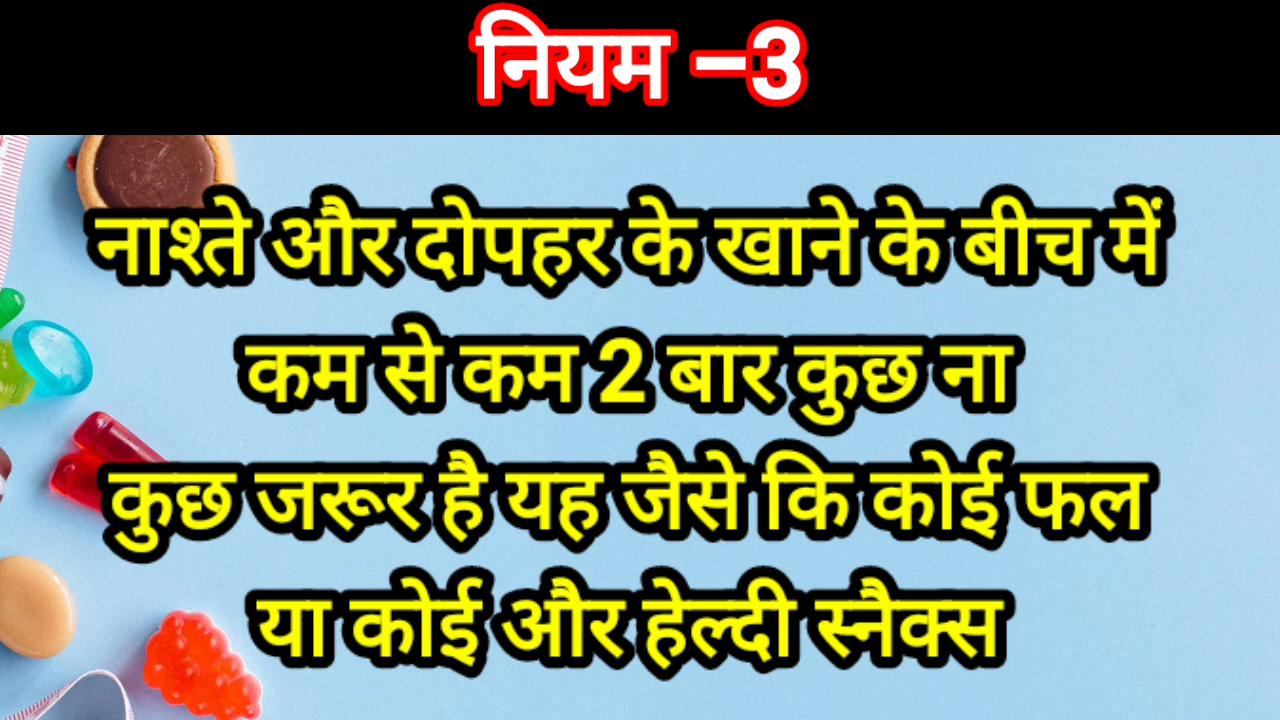 नियम –3
नाश्ते और दोपहर के खाने के बीच में
कम से कम 2 बार कुछ ना
कुछ जरूर है यह जैसे कि कोई फल
या कोई और हेल्दी स्नैक्स